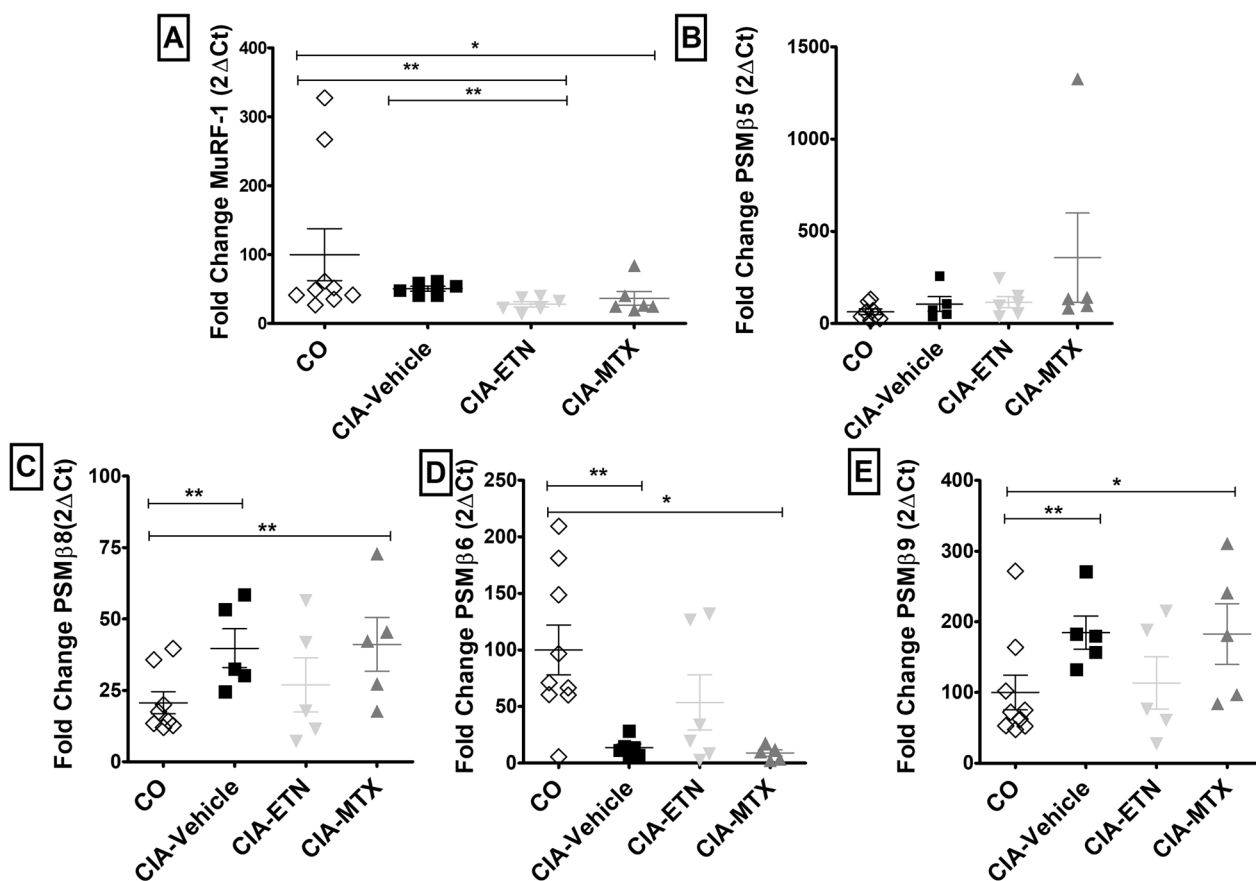 A
Fold Change MuRF-1 (2ΔCt)
400
300
200
100
0
*
**
**
CO
CIA-Vehicle
CIA-ETN
CIA-MTX
B
Fold Change PSMβ5 (2ΔCt)
1500
1000
500
0
CO
CIA-Vehicle
CIA-ETN
CIA-MTX
C
Fold Change PSMβ8(2ΔCt)
100
75
50
25
0
**
**
CO
CIA-Vehicle
CIA-ETN
CIA-MTX
D
Fold Change PSMβ6 (2ΔCt)
250
200
150
100
50
0
**
*
CO
CIA-Vehicle
CIA-ETN
CIA-MTX
E
Fold Change PSMβ9 (2ΔCt)
400
300
200
100
0
*
**
CO
CIA-Vehicle
CIA-ETN
CIA-MTX